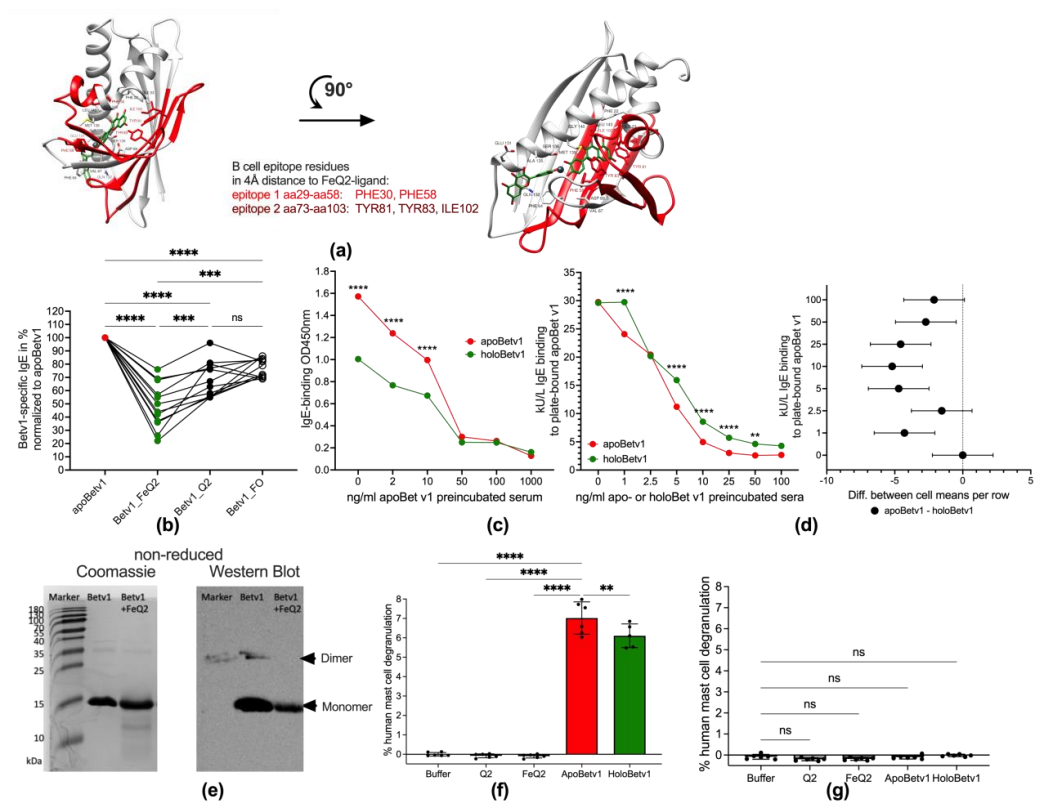 90°
B cell epitope residues
in 4Å distance to FeQ2-ligand:
epitope 1 aa29-aa58: PHE30, PHE58
epitope 2 aa73-aa103: TYR81, TYR83, ILE102
(a)
****
***
****
**** *** ns
Betv1-specific IgE in %
normalized to apoBetv1
120
110
100
90
80
70
60
50
40
30
20
10
0
apoBetv1
Betv1_FeQ2
Betv1_Q2
Betv1_FO
(b)
IgE-binding OD450nm
1.8
1.6
1.4
1.2
1.0
0.8
0.6
0.4
0.2
0.0
****
****
****
apoBetv1
holoBetv1
0 2 10 50 100 1000
ng/ml apoBet v1 preincubated serum
(c)
kU/L IgE binding
to plate-bound apoBet v1
35
30
25
20
15
10
5
0
****
****
****
****
**
apoBetv1
holoBetv1
0 1 2.5 5 10 25 50 100
ng/ml apo- or holoBet v1 preincubated sera
kU/L IgE binding
to plate-bound apoBet v1
100
50
25
10
5
2.5
1
0
-10 -5 0 5
Diff. between cell means per row
apoBetv1 - holoBetv1
(d)
non-reduced
Coomassie Western Blot
Marker Betv1 Betv1
+FeQ2
Marker Betv1 Betv1
+FeQ2
180
130
100
70
55
40
35
25
15
10
kDa
Dimer
Monomer
(e)
****
****
**** **
% human mast cell degranulation
8
7
6
5
4
3
2
1
0
Buffer Q2 FeQ2 ApoBetv1 HoloBetv1
(f)
% human mast cell degranulation
8
7
6
5
4
3
2
1
0
ns
ns
ns
ns
Buffer Q2 FeQ2 ApoBetv1 HoloBetv1
(g)